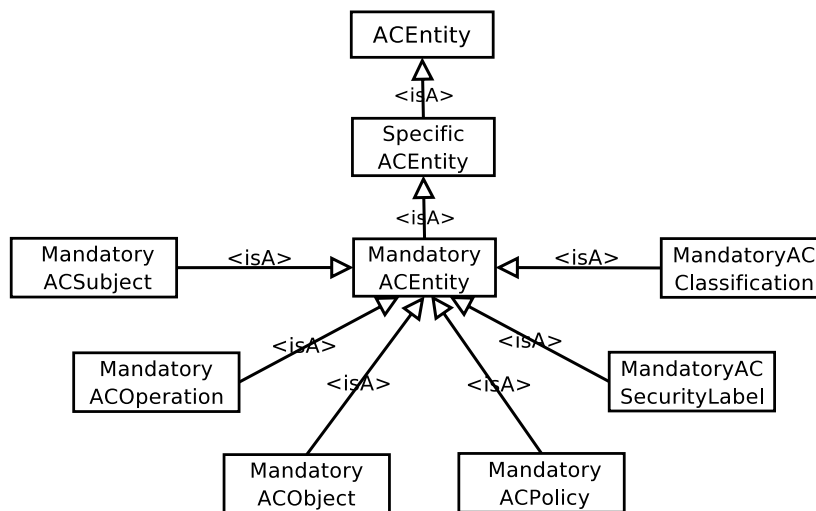 ACEntity
<isA>
Specific
ACEntity
<isA>
Mandatory
ACSubject
<isA>
Mandatory
ACEntity
<isA>
MandatoryAC
Classification
Mandatory
ACOperation
<isA>
<isA>
<isA>
<isA>
MandatoryAC
SecurityLabel
Mandatory
ACObject
Mandatory
ACPolicy